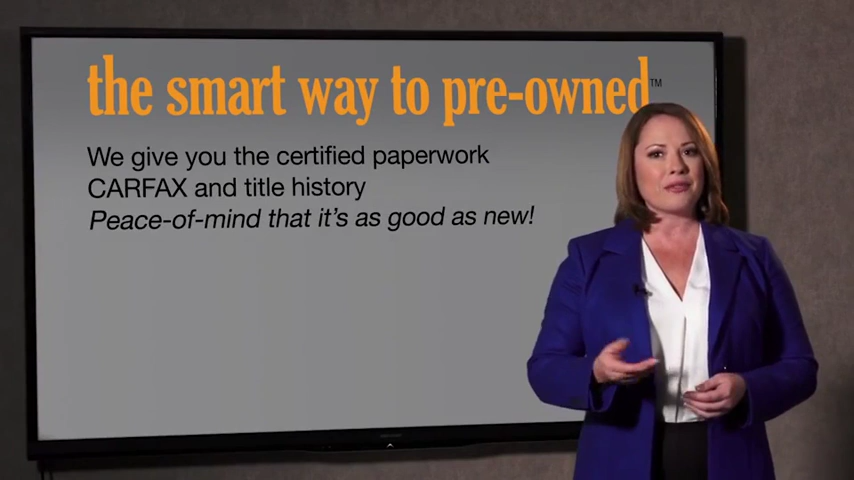 the smart way to pre-owned™
We give you the certified paperwork
CARFAX and title history
Peace-of-mind that it's as good as new!